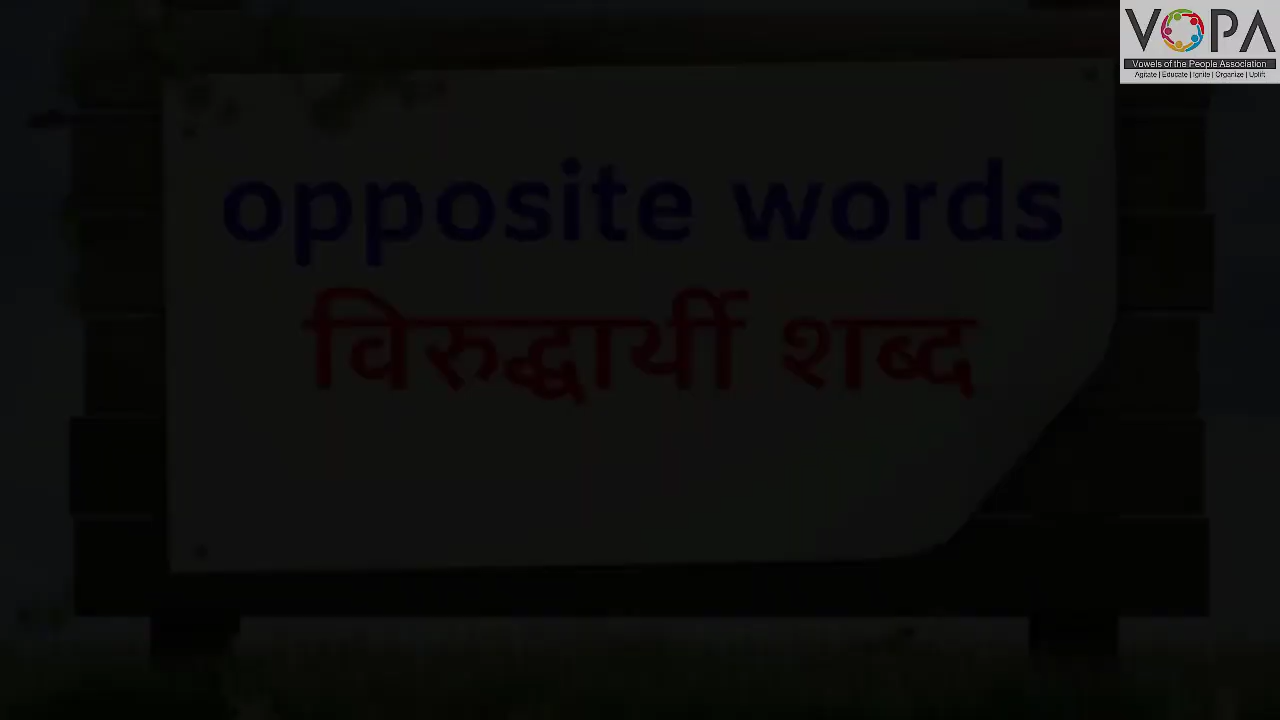 VOPA
Vowels of the People Association
Agitate | Educate | Ignite | Organize | Uplift
opposite words
विरुद्धार्थी शब्द